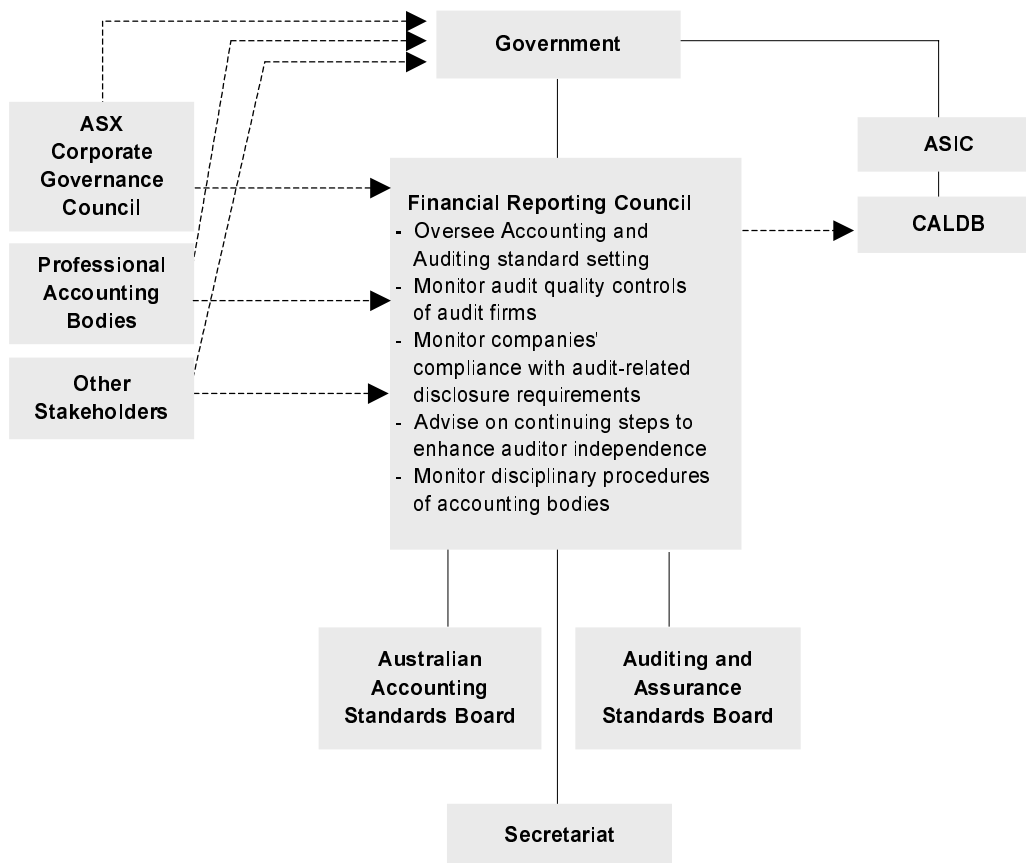 Government
ASX
Corporate
Governance
Council
Professional
Accounting
Bodies
Other
Stakeholders
Financial Reporting Council
- Oversee Accounting and
Auditing standard setting
- Monitor audit quality controls
of audit firms
- Monitor companies'
compliance with audit-related
disclosure requirements
- Advise on continuing steps to
enhance auditor independence
- Monitor disciplinary procedures
of accounting bodies
ASIC
CALDB
Australian
Accounting
Standards Board
Auditing and
Assurance
Standards Board
Secretariat